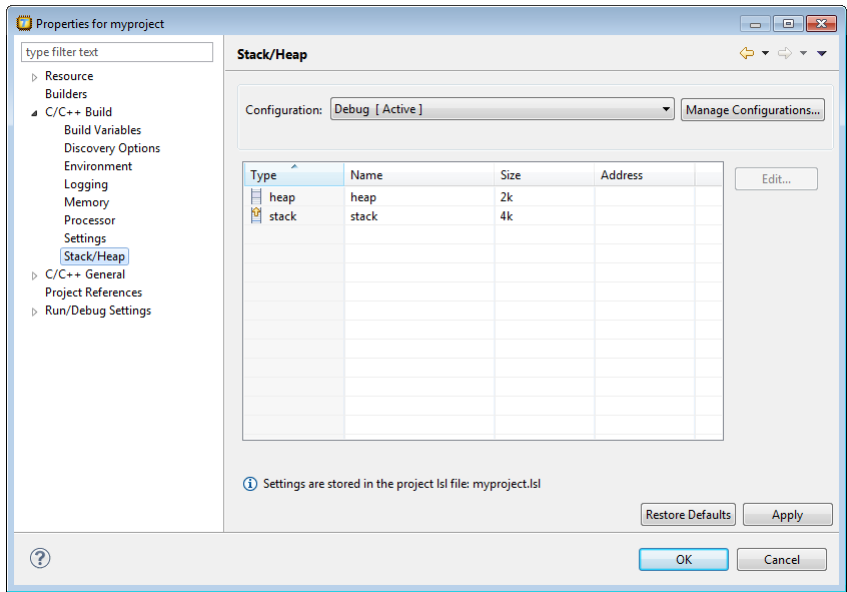 Properties for myproject
type filter text
Resource
Builders
C/C++ Build
Build Variables
Discovery Options
Environment
Logging
Memory
Processor
Settings
Stack/Heap
C/C++ General
Project References
Run/Debug Settings
Stack/Heap
Configuration: Debug [ Active ] Manage Configurations...
Type Name Size Address
heap heap 2k
stack stack 4k
Edit...
Settings are stored in the project lsl file: myproject.lsl
Restore Defaults Apply
? OK Cancel